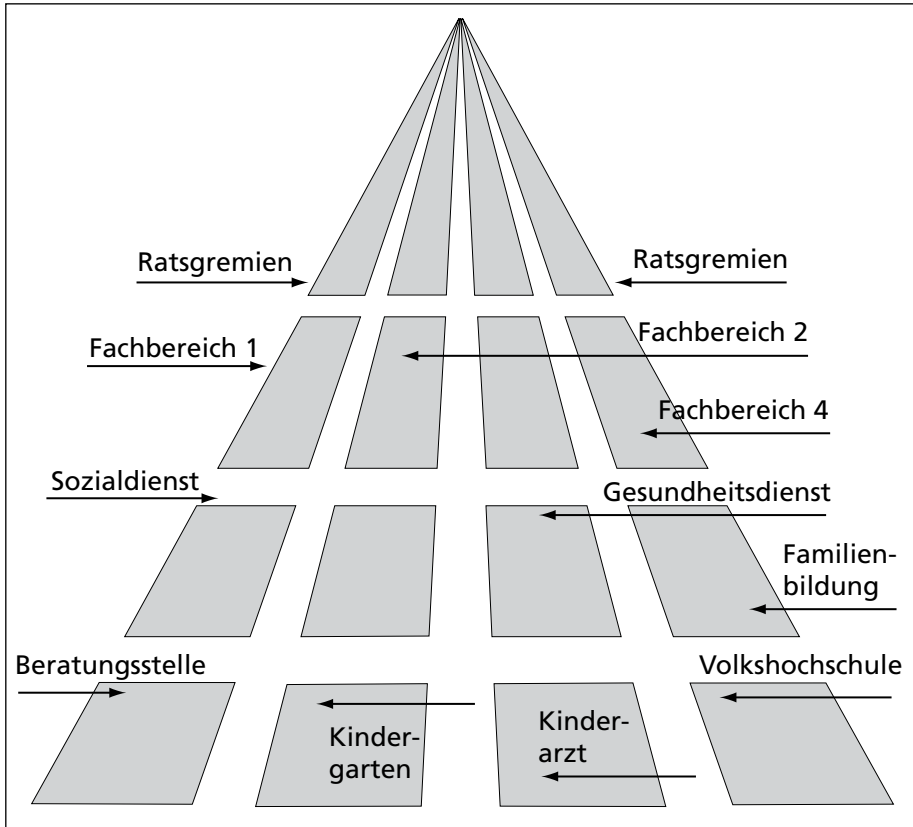 Ratsgremien
Ratsgremien
Fachbereich 1
Fachbereich 2
Fachbereich 4
Sozialdienst
Gesundheitsdienst
Familien-
bildung
Beratungsstelle
Volkshochschule
Kinder-
garten
Kinder-
arzt